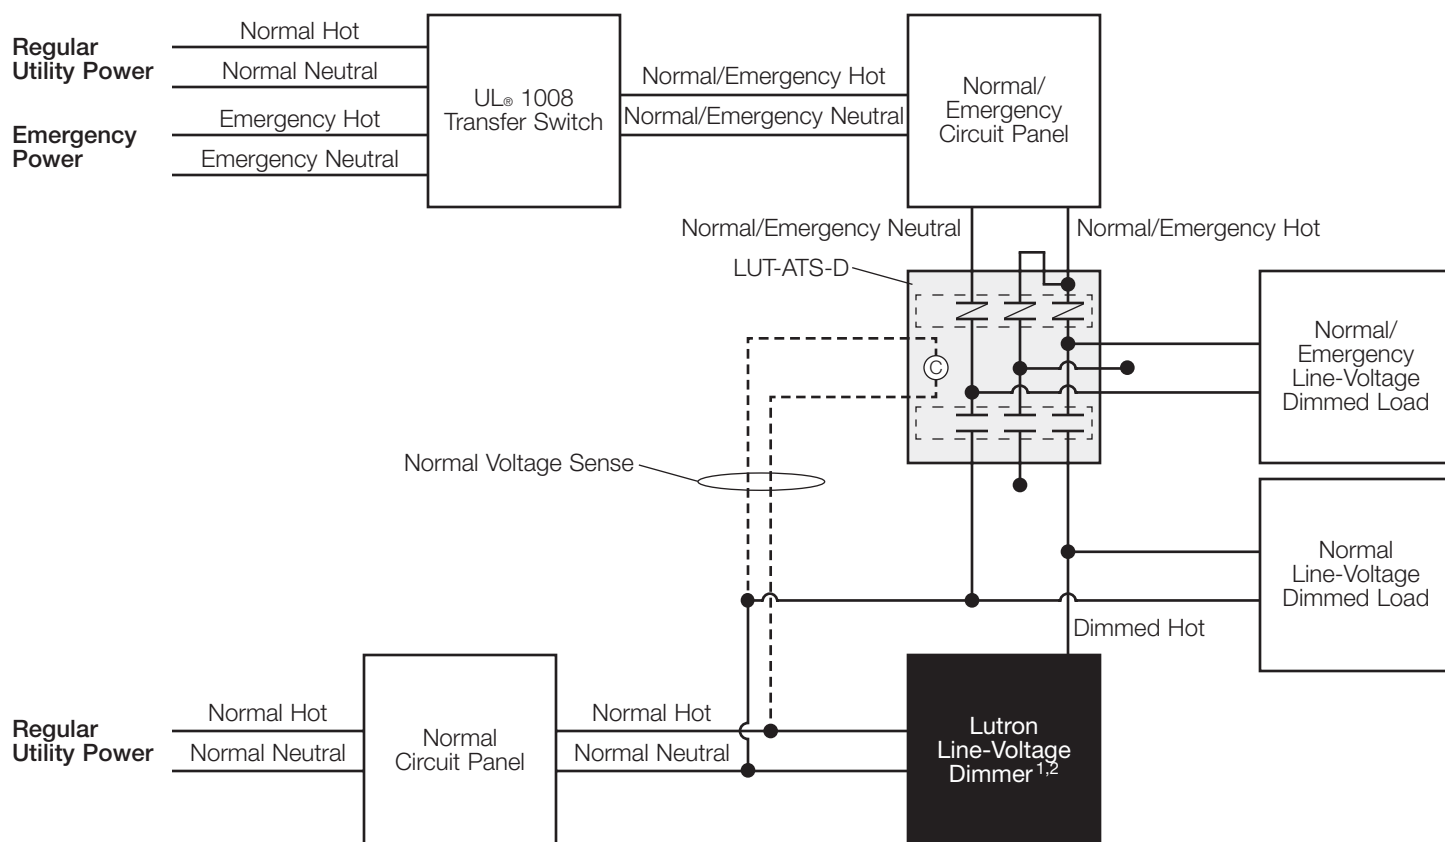 Regular
Utility Power
Normal Hot
Normal Neutral
Emergency
Power
Emergency Hot
Emergency Neutral
UL® 1008
Transfer Switch
Normal/Emergency Hot
Normal/Emergency Neutral
Normal/
Emergency
Circuit Panel
Normal/Emergency Neutral
Normal/Emergency Hot
LUT-ATS-D
C
Normal/
Emergency
Line-Voltage
Dimmed Load
Normal Voltage Sense
Normal
Line-Voltage
Dimmed Load
Dimmed Hot
Regular
Utility Power
Normal Hot
Normal Neutral
Normal
Circuit Panel
Normal Hot
Normal Neutral
Lutron
Line-Voltage
Dimmer 1,2